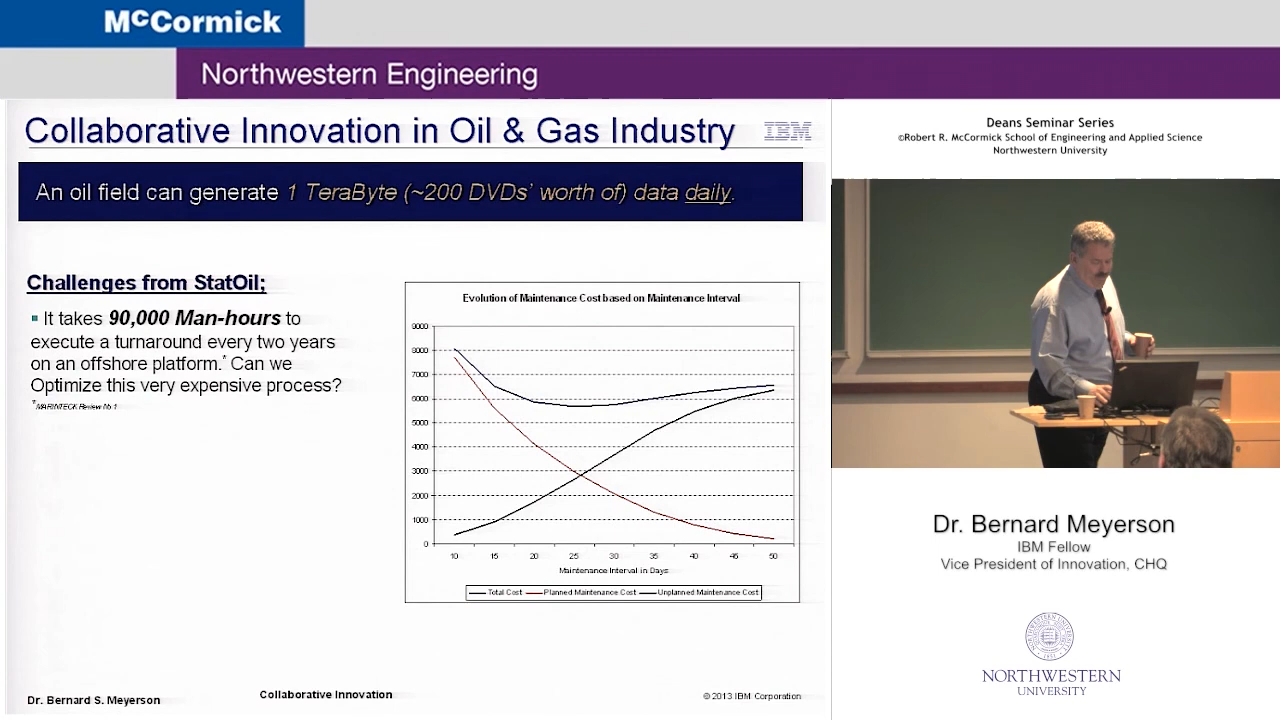 McCormick
Northwestern Engineering
Collaborative Innovation in Oil & Gas Industry
IBM
An oil field can generate 1 TeraByte (~200 DVDs' worth of) data daily.
Challenges from StatOil;
▪ It takes 90,000 Man-hours to
execute a turnaround every two years
on an offshore platform.* Can we
Optimize this very expensive process?
*MARINTECK Review No 1
Evolution of Maintenance Cost based on Maintenance Interval
9000
8000
7000
6000
5000
4000
3000
2000
1000
0
10 15 20 25 30 35 40 45 50
Maintenance Interval in Days
Total Cost Planned Maintenance Cost Unplanned Maintenance Cost
Dr. Bernard S. Meyerson
Collaborative Innovation
© 2013 IBM Corporation
Deans Seminar Series
©Robert R. McCormick School of Engineering and Applied Science
Northwestern University
Dr. Bernard Meyerson
IBM Fellow
Vice President of Innovation, CHQ
NORTHWESTERN
UNIVERSITY